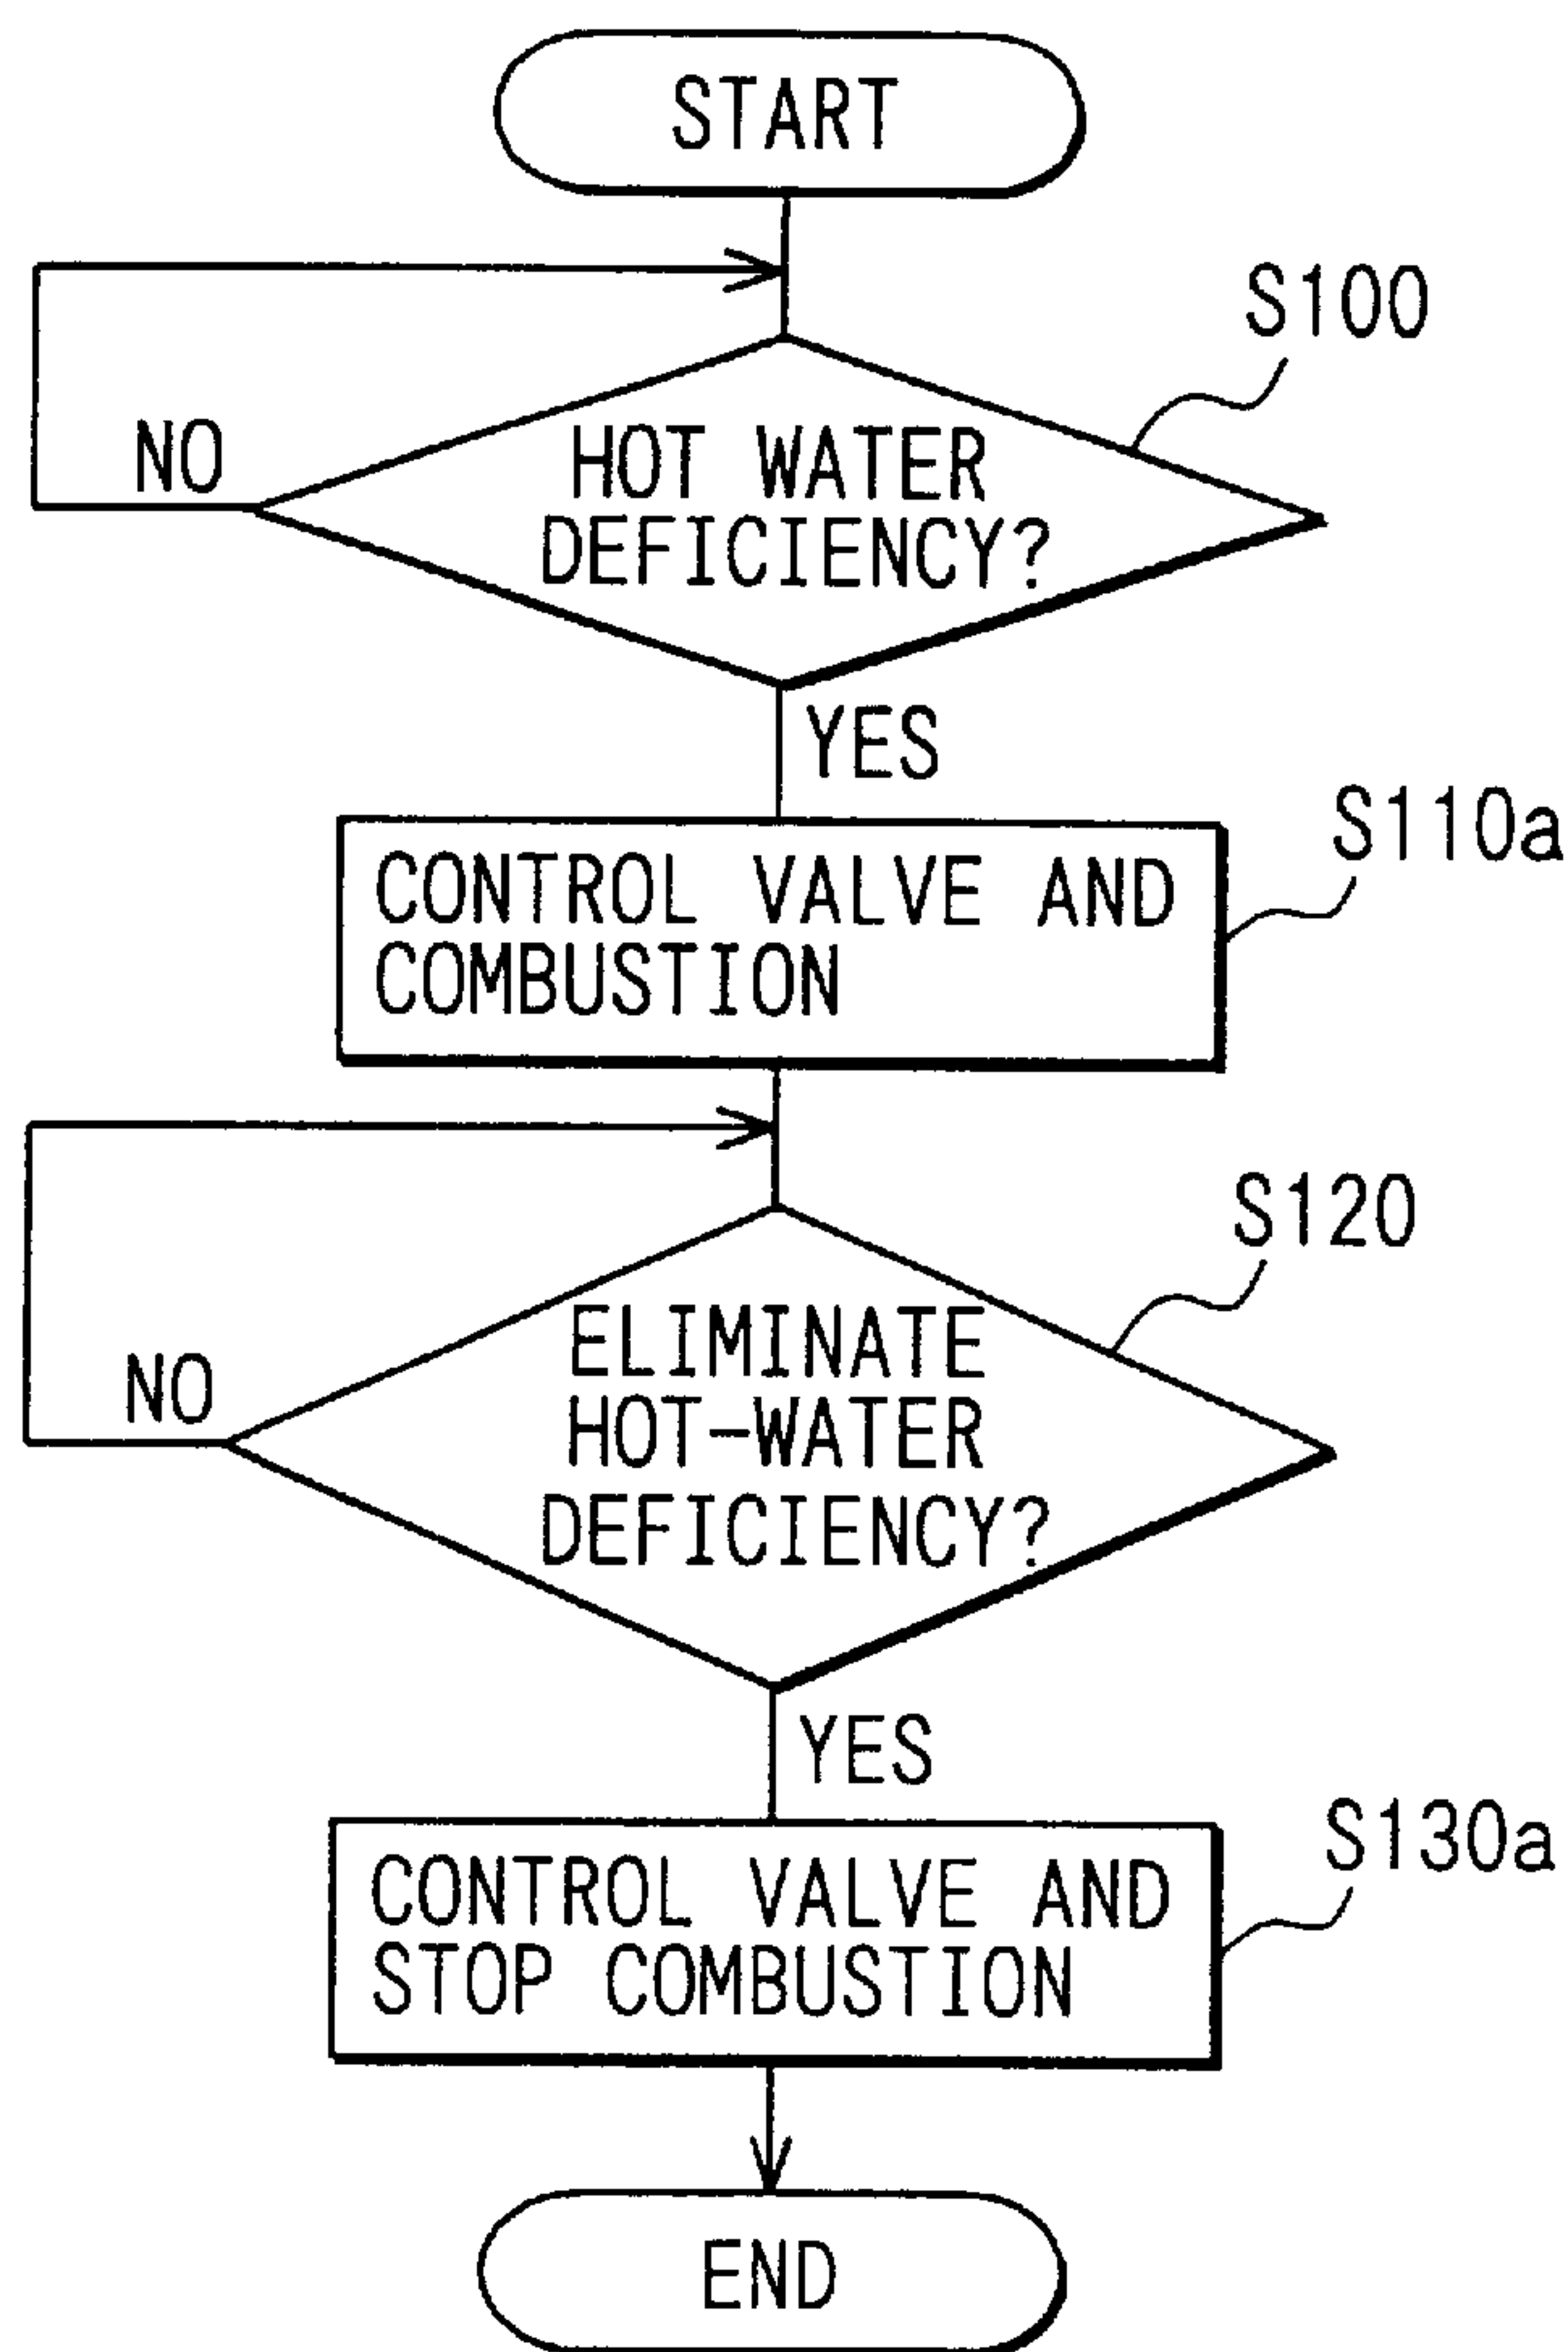 START
S100
NO
HOT WATER
DEFICIENCY?
YES
S110a
CONTROL VALVE AND
COMBUSTION
S120
ELIMINATE
NO
HOT-WATER
DEFICIENCY?
YES
S130a
CONTROL VALVE AND
STOP COMBUSTION
END